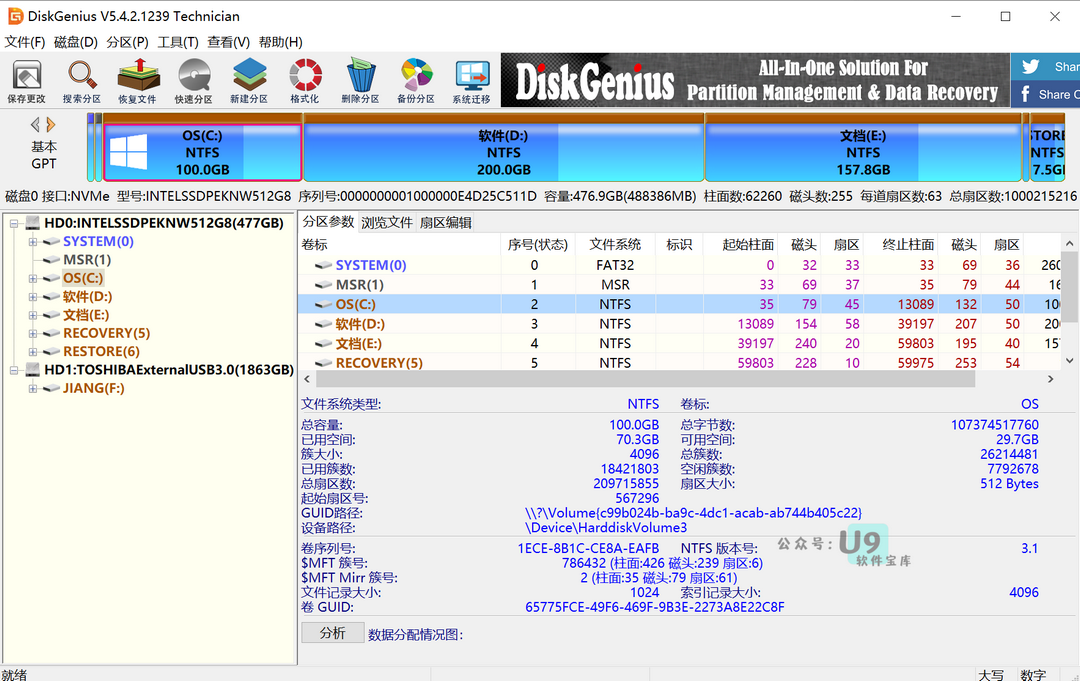 DiskGenius V5.4.2.1239 Technician
文件(F) 磁盘(D) 分区(P) 工具(T) 查看(V) 帮助(H)
保存更改 搜索分区 恢复文件 快速分区 新建分区 格式化 删除分区 备份分区 系统迁移
DiskGenius
All-In-One Solution For
Partition Management & Data Recovery
Shar
Share C
基本
GPT
OS(C:)
NTFS
100.0GB
软件(D:)
NTFS
200.0GB
文档(E:)
NTFS
157.8GB
STORE
NTFS
7.5GB
磁盘0 接口:NVMe 型号:INTELSSDPEKNW512G8 序列号:0000000001000000E4D25C511D 容量:476.9GB(488386MB) 柱面数:62260 磁头数:255 每道扇区数:63 总扇区数:1000215216
HD0:INTELSSDPEKNW512G8(477GB)
SYSTEM(0)
MSR(1)
OS(C:)
软件(D:)
文档(E:)
RECOVERY(5)
RESTORE(6)
HD1:TOSHIBAExternalUSB3.0(1863GB)
JIANG(F:)
分区参数 浏览文件 扇区编辑
卷标 序号(状态) 文件系统 标识 起始柱面 磁头 扇区 终止柱面 磁头 扇区
SYSTEM(0) 0 FAT32 0 32 33 33 69 36 260
MSR(1) 1 MSR 33 69 37 35 79 44 16
OS(C:) 2 NTFS 35 79 45 13089 132 50 10
软件(D:) 3 NTFS 13089 154 58 39197 207 50 20
文档(E:) 4 NTFS 39197 240 20 59803 195 40 15
RECOVERY(5) 5 NTFS 59803 228 10 59975 253 54
文件系统类型: NTFS 卷标: OS
总容量: 100.0GB 总字节数: 107374517760
已用空间: 70.3GB 可用空间: 29.7GB
簇大小: 4096 总簇数: 26214481
已用簇数: 18421803 空闲簇数: 7792678
总扇区数: 209715855 扇区大小: 512 Bytes
起始扇区号: 567296
GUID路径: \\?\Volume{c99b024b-ba9c-4dc1-acab-ab744b405c22}
设备路径: \Device\HarddiskVolume3
卷序列号: 1ECE-8B1C-CE8A-EAFB NTFS 版本号: 3.1
$MFT 簇号: 786432 (柱面:426 磁头:239 扇区:6)
$MFT Mirr 簇号: 2 (柱面:35 磁头:79 扇区:61)
文件记录大小: 1024 索引记录大小: 4096
卷 GUID: 65775FCE-49F6-469F-9B3E-2273A8E22C8F
公众号: U9
软件宝库
分析 数据分配情况图:
就绪 大写 数字